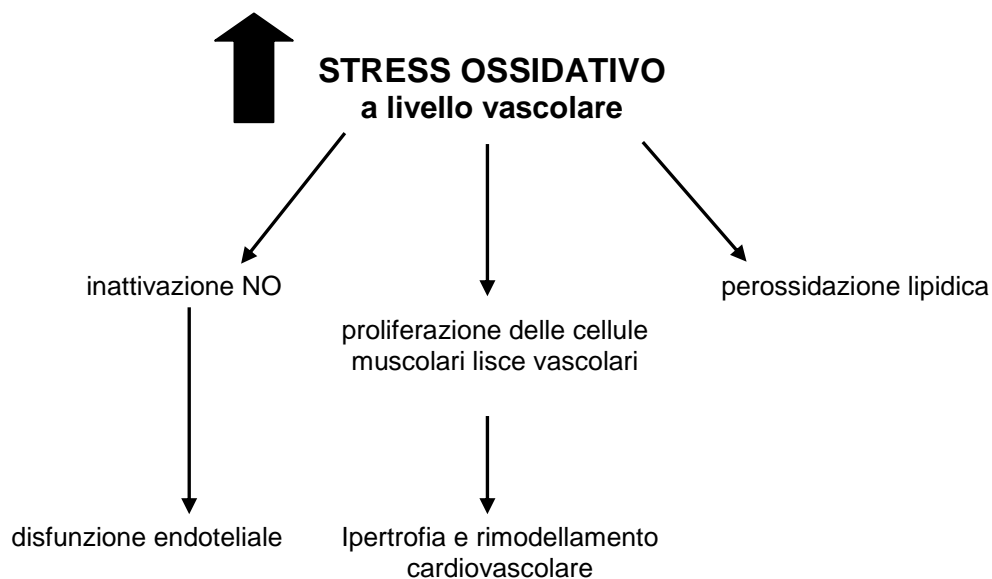 STRESS OSSIDATIVO
a livello vascolare
inattivazione NO
perossidazione lipidica
proliferazione delle cellule
muscolari lisce vascolari
disfunzione endoteliale
Ipertrofia e rimodellamento
cardiovascolare